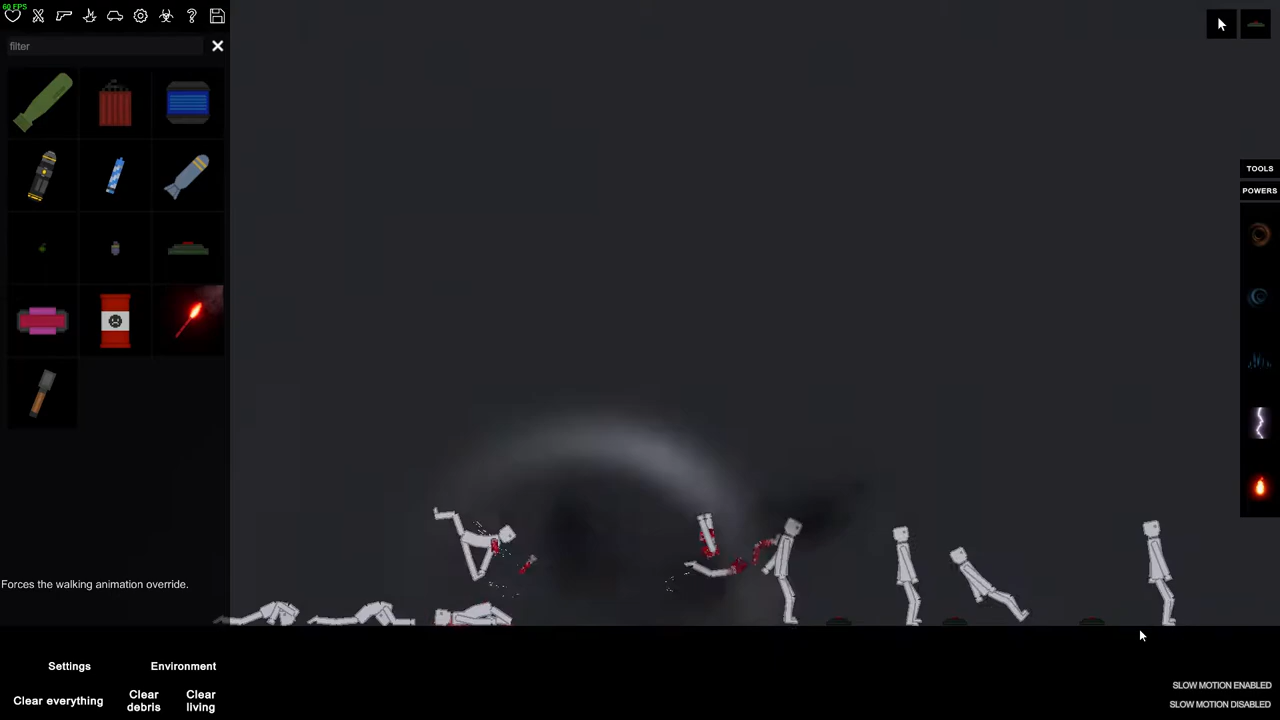 60 FPS
filter
TOOLS
POWERS
Forces the walking animation override.
Settings
Environment
Clear everything
Clear
debris
Clear
living
SLOW MOTION ENABLED
SLOW MOTION DISABLED